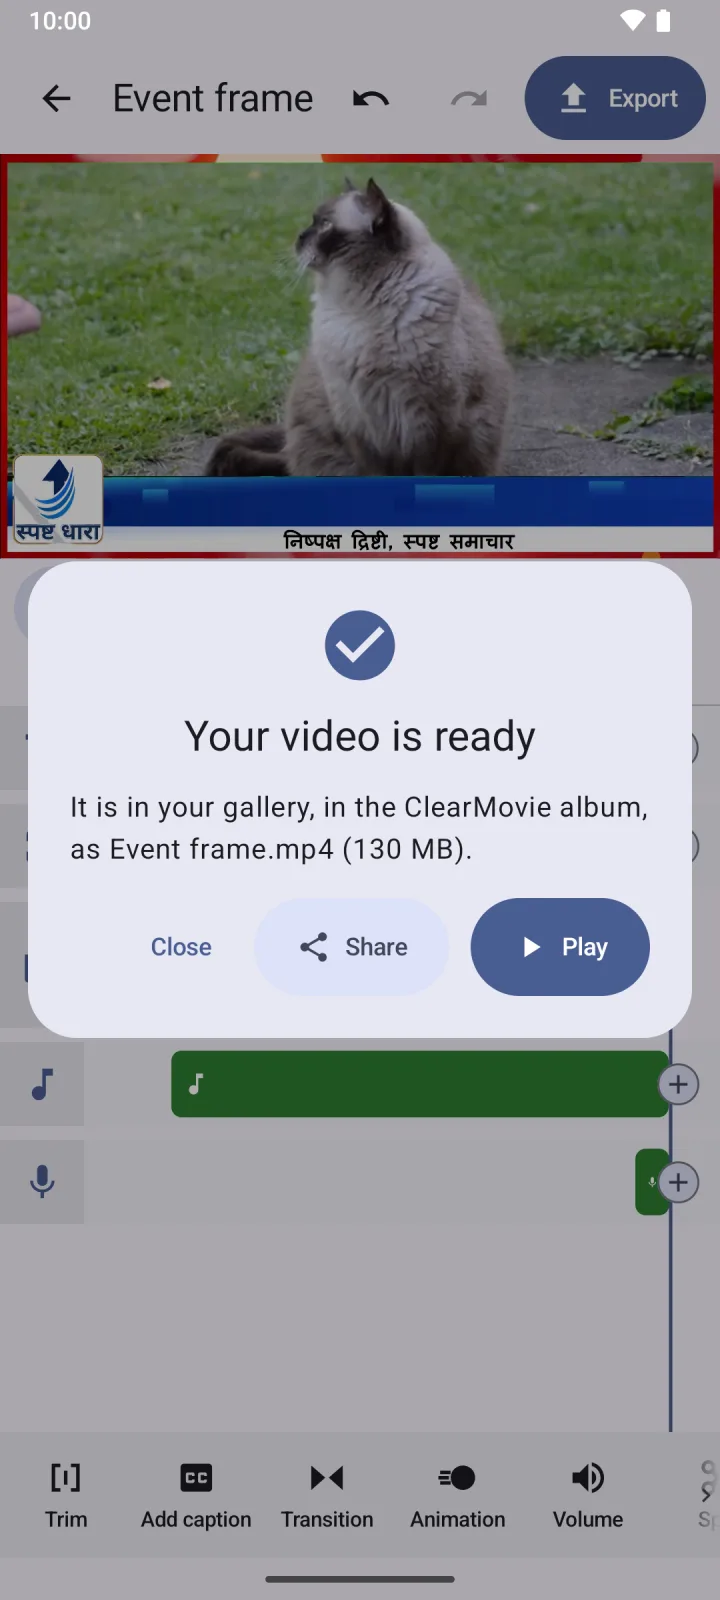 10:00
Event frame
Export
स्पष्ट धारा
निष्पक्ष द्रिष्टी, स्पष्ट समाचार
Your video is ready
It is in your gallery, in the ClearMovie album,
as Event frame.mp4 (130 MB).
Close
Share
Play
CC
Trim
Add caption
Transition
Animation
Volume